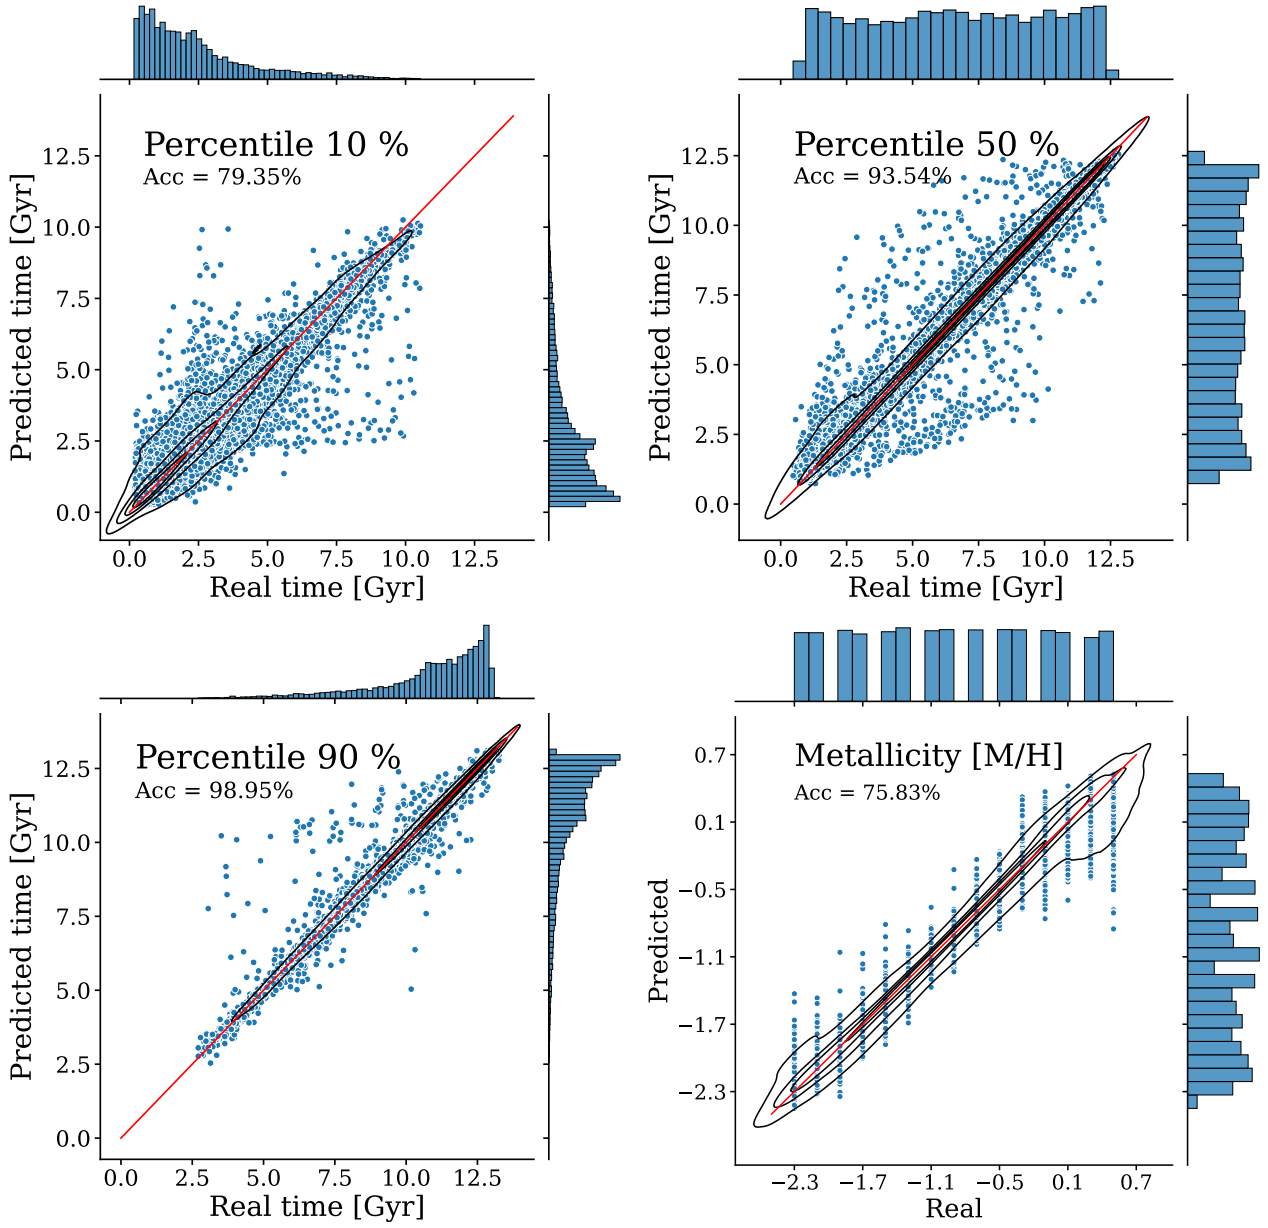 Percentile 10 %
Acc = 79.35%
12.5
10.0
7.5
5.0
2.5
0.0
Predicted time [Gyr]
0.0 2.5 5.0 7.5 10.0 12.5
Real time [Gyr]
Percentile 50 %
Acc = 93.54%
12.5
10.0
7.5
5.0
2.5
0.0
Predicted time [Gyr]
0.0 2.5 5.0 7.5 10.0 12.5
Real time [Gyr]
Percentile 90 %
Acc = 98.95%
12.5
10.0
7.5
5.0
2.5
0.0
Predicted time [Gyr]
0.0 2.5 5.0 7.5 10.0 12.5
Real time [Gyr]
Metallicity [M/H]
Acc = 75.83%
0.7
0.1
−0.5
−1.1
−1.7
−2.3
Predicted
−2.3 −1.7 −1.1 −0.5 0.1 0.7
Real